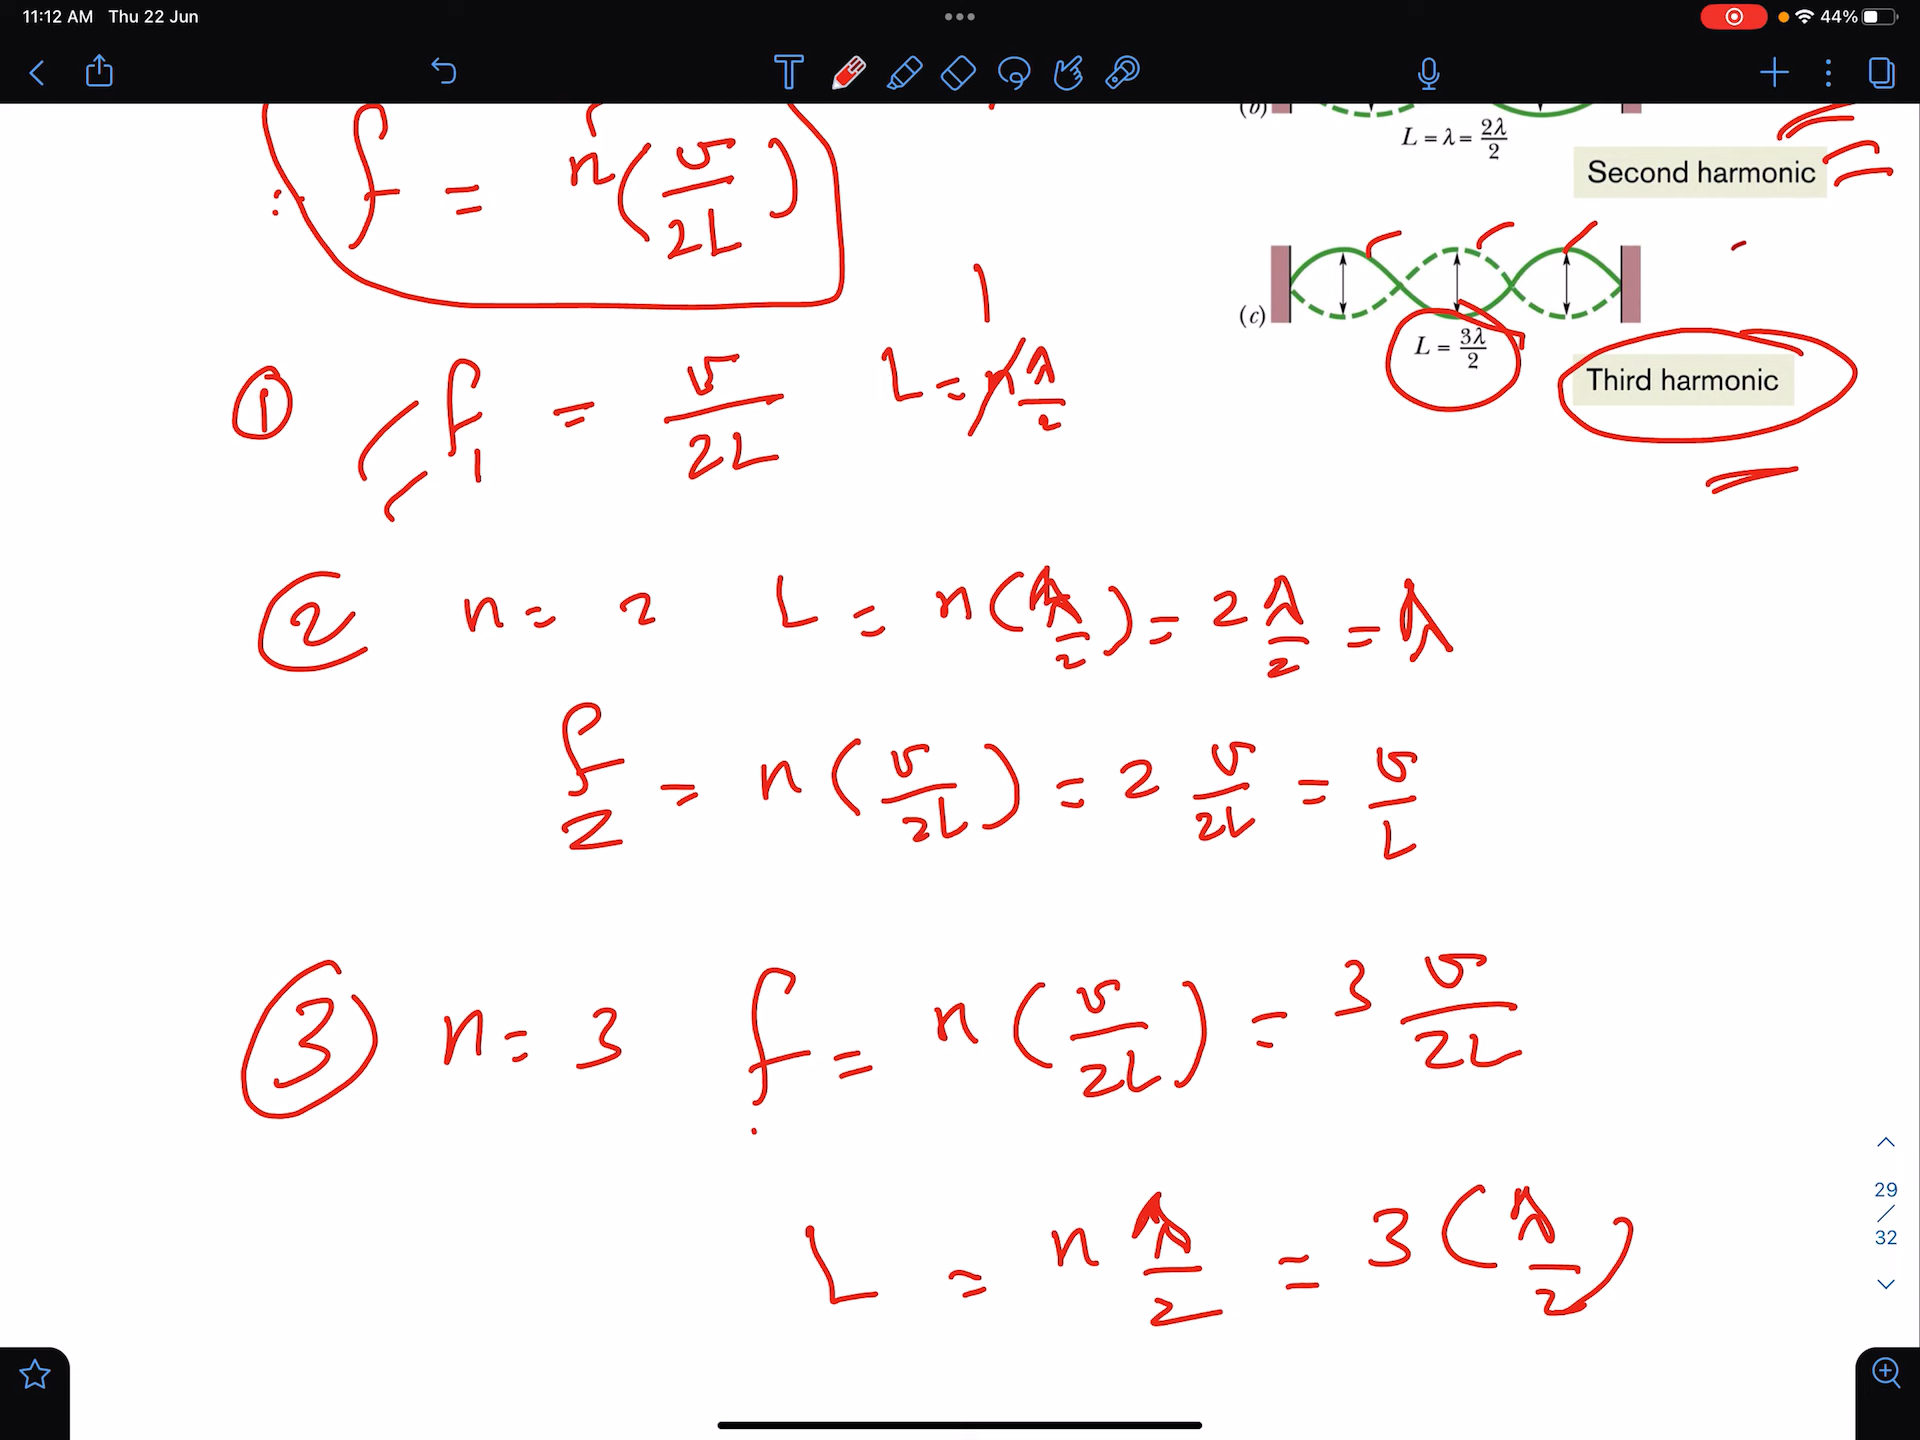 11:12 AM Thu 22 Jun
44%
(b)
L = λ = 2λ/2
Second harmonic
f = n(v/2L)
(c)
L = 3λ/2
Third harmonic
1
① f₁ = v/2L L = n λ/2
② n = 2 L = n(λ/2) = 2 λ/2 = λ
f₂ = n(v/2L) = 2 v/2L = v/L
③ n = 3 f = n(v/2L) = 3 v/2L
L = n λ/2 = 3(λ/2)
29
/
32